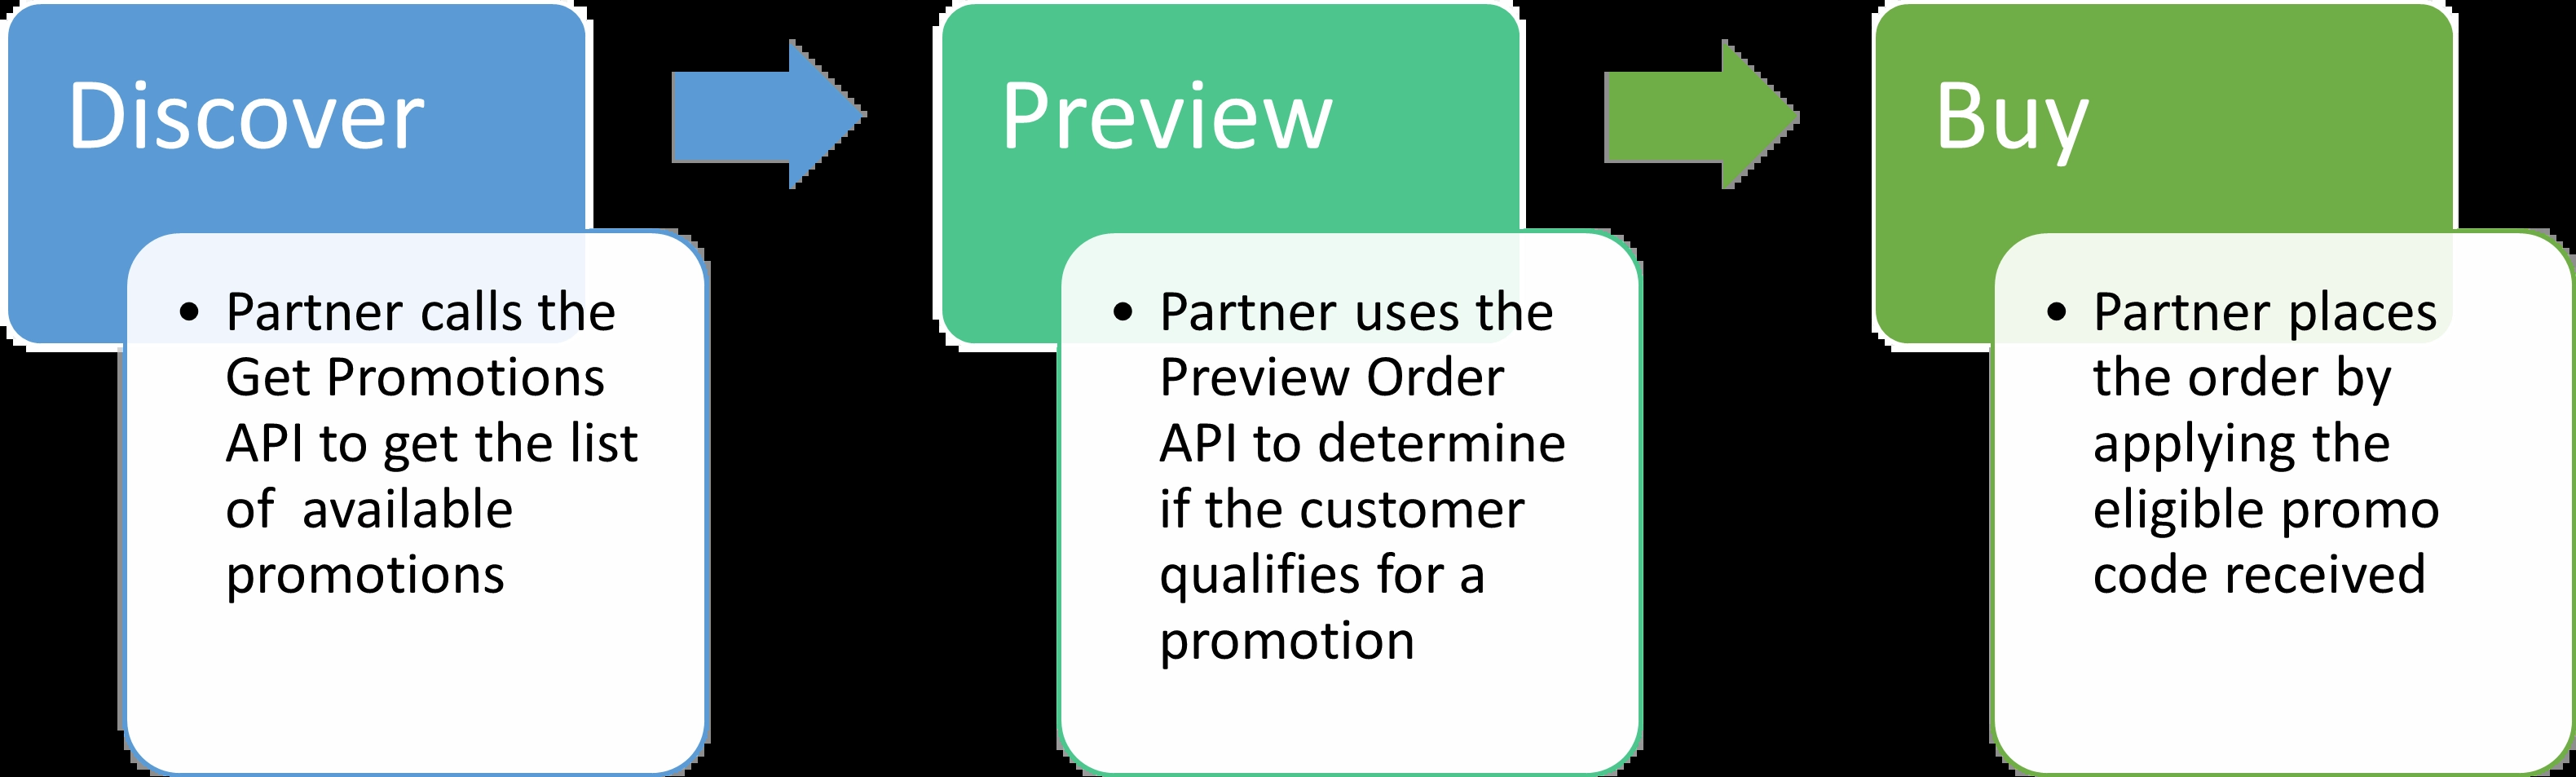 Discover
• Partner calls the
Get Promotions
API to get the list
of  available
promotions
Preview
• Partner uses the
Preview Order
API to determine
if the customer
qualifies for a
promotion
Buy
• Partner places
the order by
applying the
eligible promo
code received